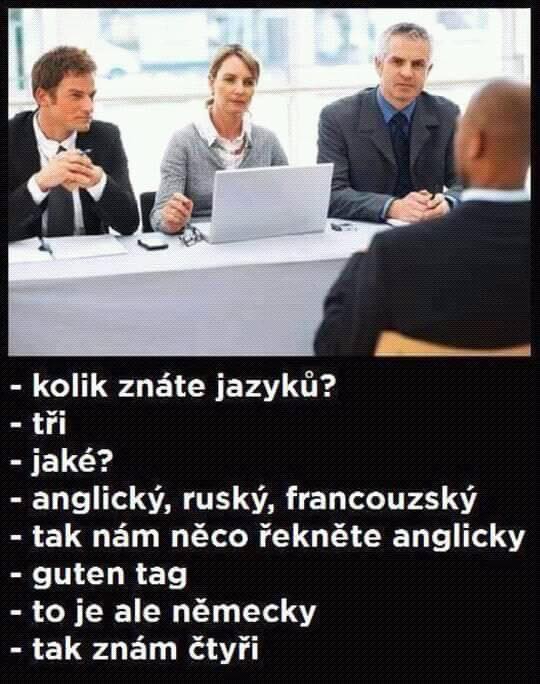 - kolik znáte jazyků?
- tři
- jaké?
- anglický, ruský, francouzský
- tak nám něco řekněte anglicky
- guten tag
- to je ale německy
- tak znám čtyři